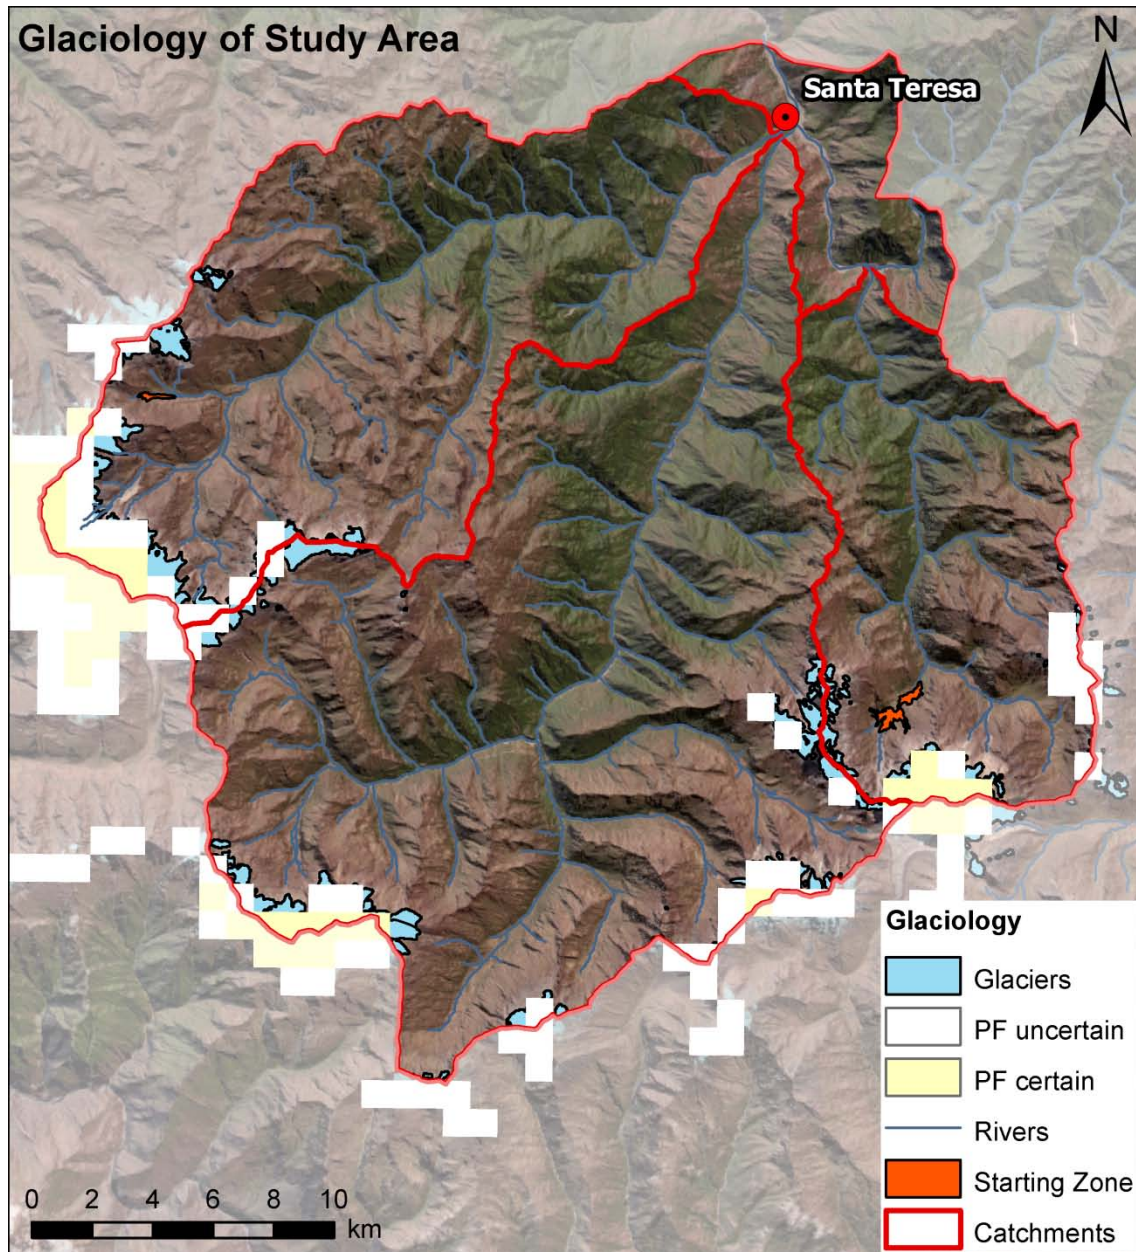 Glaciology of Study Area
N
Santa Teresa
Glaciology
Glaciers
PF uncertain
PF certain
Rivers
Starting Zone
Catchments
0 2 4 6 8 10
km